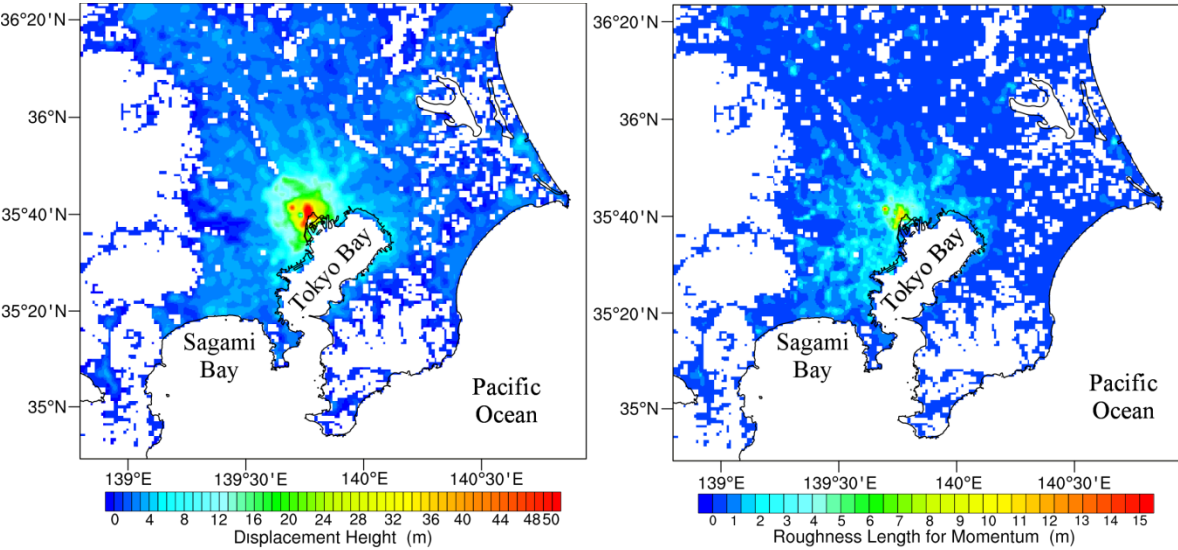 36°20'N
36°N
35°40'N
35°20'N
35°N
Tokyo Bay
Sagami
Bay
Pacific
Ocean
139°E 139°30'E 140°E 140°30'E
0 4 8 12 16 20 24 28 32 36 40 44 48 50
Displacement Height (m)
36°20'N
36°N
35°40'N
35°20'N
35°N
Tokyo Bay
Sagami
Bay
Pacific
Ocean
139°E 139°30'E 140°E 140°30'E
0 1 2 3 4 5 6 7 8 9 10 11 12 13 14 15
Roughness Length for Momentum (m)